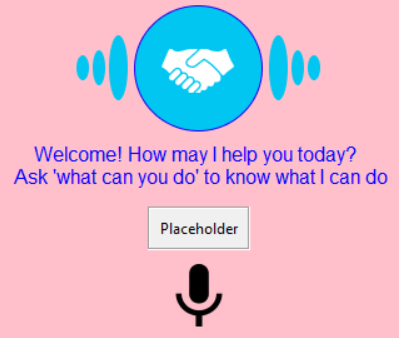 Welcome! How may I help you today?
Ask 'what can you do' to know what I can do
Placeholder